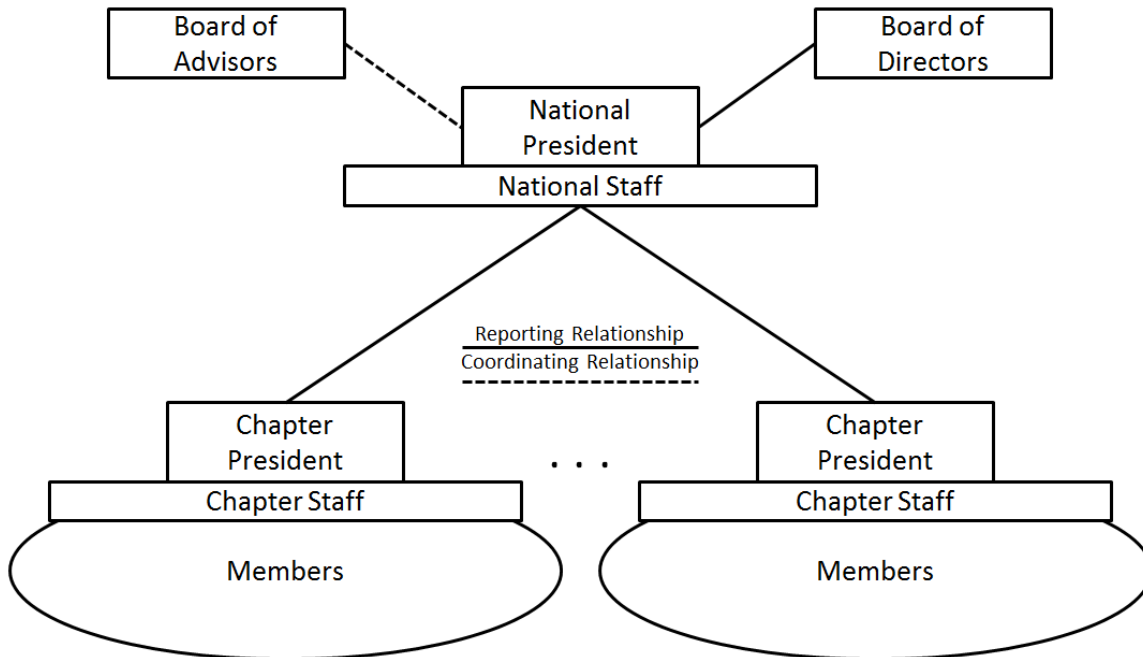 Board of
Advisors
Board of
Directors
National
President
National Staff
Reporting Relationship
Coordinating Relationship
Chapter
President
Chapter Staff
Members
. . .
Chapter
President
Chapter Staff
Members